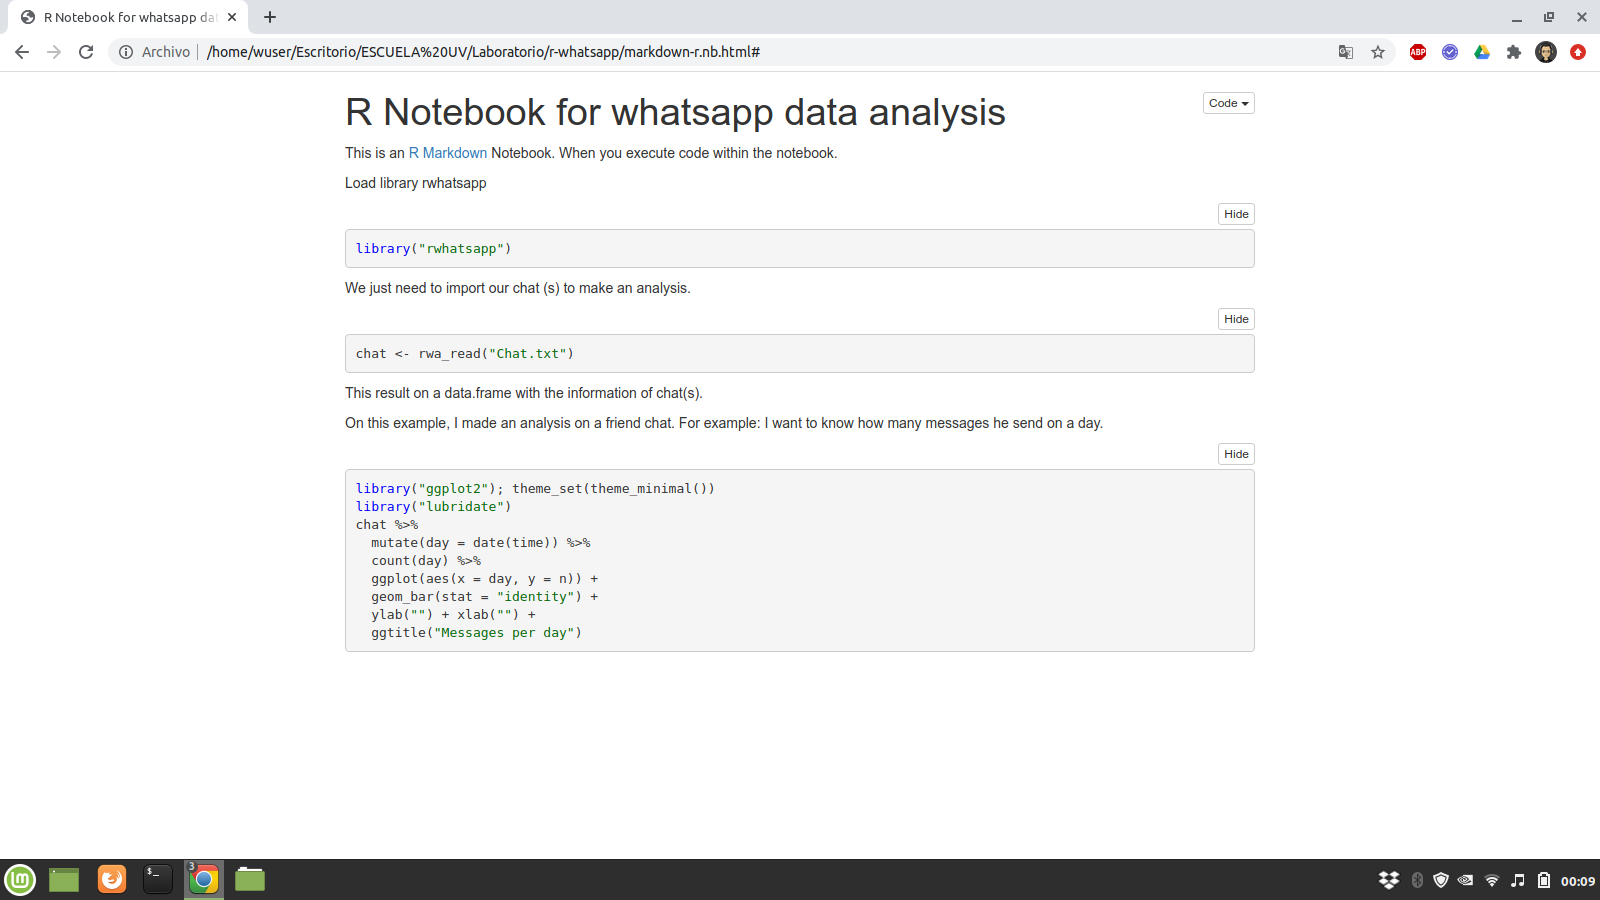 R Notebook for whatsapp dat
Archivo /home/wuser/Escritorio/ESCUELA%20UV/Laboratorio/r-whatsapp/markdown-r.nb.html#
ABP
R Notebook for whatsapp data analysis
Code
This is an R Markdown Notebook. When you execute code within the notebook.
Load library rwhatsapp
Hide
library("rwhatsapp")
We just need to import our chat (s) to make an analysis.
Hide
chat <- rwa_read("Chat.txt")
This result on a data.frame with the information of chat(s).
On this example, I made an analysis on a friend chat. For example: I want to know how many messages he send on a day.
Hide
library("ggplot2"); theme_set(theme_minimal())
library("lubridate")
chat %>%
  mutate(day = date(time)) %>%
  count(day) %>%
  ggplot(aes(x = day, y = n)) +
  geom_bar(stat = "identity") +
  ylab("") + xlab("") +
  ggtitle("Messages per day")
$_
3
00:09